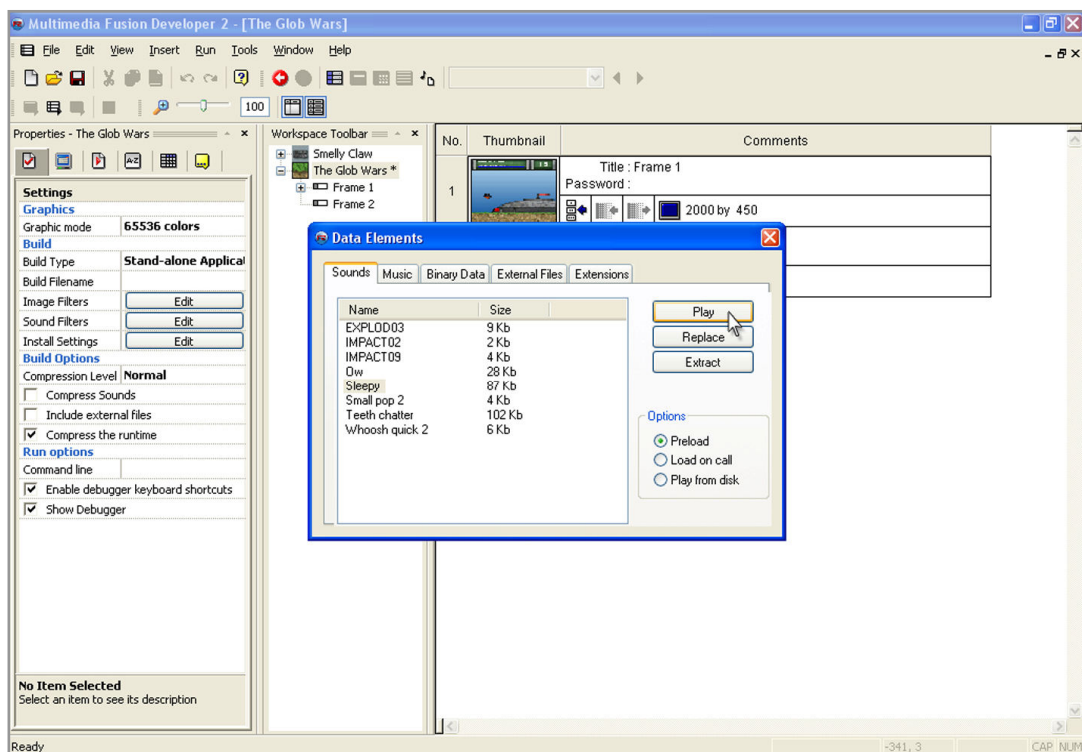 Multimedia Fusion Developer 2 - [The Glob Wars]
File Edit View Insert Run Tools Window Help
100
Properties - The Glob Wars
Settings
Graphics
Graphic mode 65536 colors
Build
Build Type Stand-alone Applicat
Build Filename
Image Filters Edit
Sound Filters Edit
Install Settings Edit
Build Options
Compression Level Normal
Compress Sounds
Include external files
Compress the runtime
Run options
Command line
Enable debugger keyboard shortcuts
Show Debugger
No Item Selected
Select an item to see its description
Workspace Toolbar
Smelly Claw
The Glob Wars *
Frame 1
Frame 2
No. Thumbnail Comments
1
Title : Frame 1
Password :
2000 by 450
Data Elements
Sounds Music Binary Data External Files Extensions
Name Size
EXPLOD03 9 Kb
IMPACT02 2 Kb
IMPACT09 4 Kb
Ow 28 Kb
Sleepy 87 Kb
Small pop 2 4 Kb
Teeth chatter 102 Kb
Whoosh quick 2 6 Kb
Play
Replace
Extract
Options
Preload
Load on call
Play from disk
Ready
-341, 3
CAP NUM